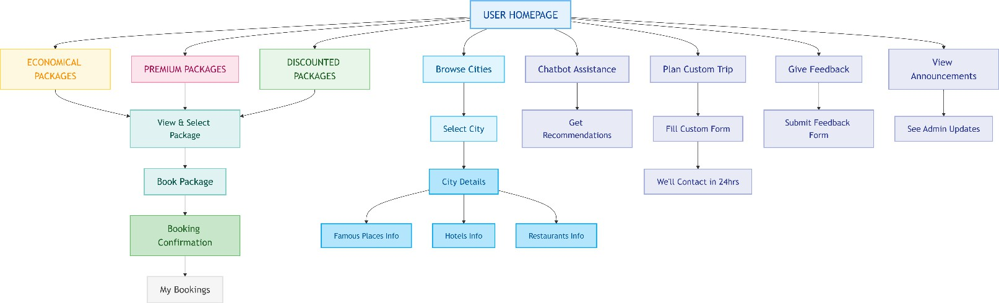 USER HOMEPAGE
ECONOMICAL
PACKAGES
PREMIUM PACKAGES
DISCOUNTED
PACKAGES
Browse Cities
Chatbot Assistance
Plan Custom Trip
Give Feedback
View
Announcements
View & Select
Package
Select City
Get
Recommendations
Fill Custom Form
Submit Feedback
Form
See Admin Updates
Book Package
City Details
We'll Contact in 24hrs
Booking
Confirmation
Famous Places Info
Hotels Info
Restaurants Info
My Bookings